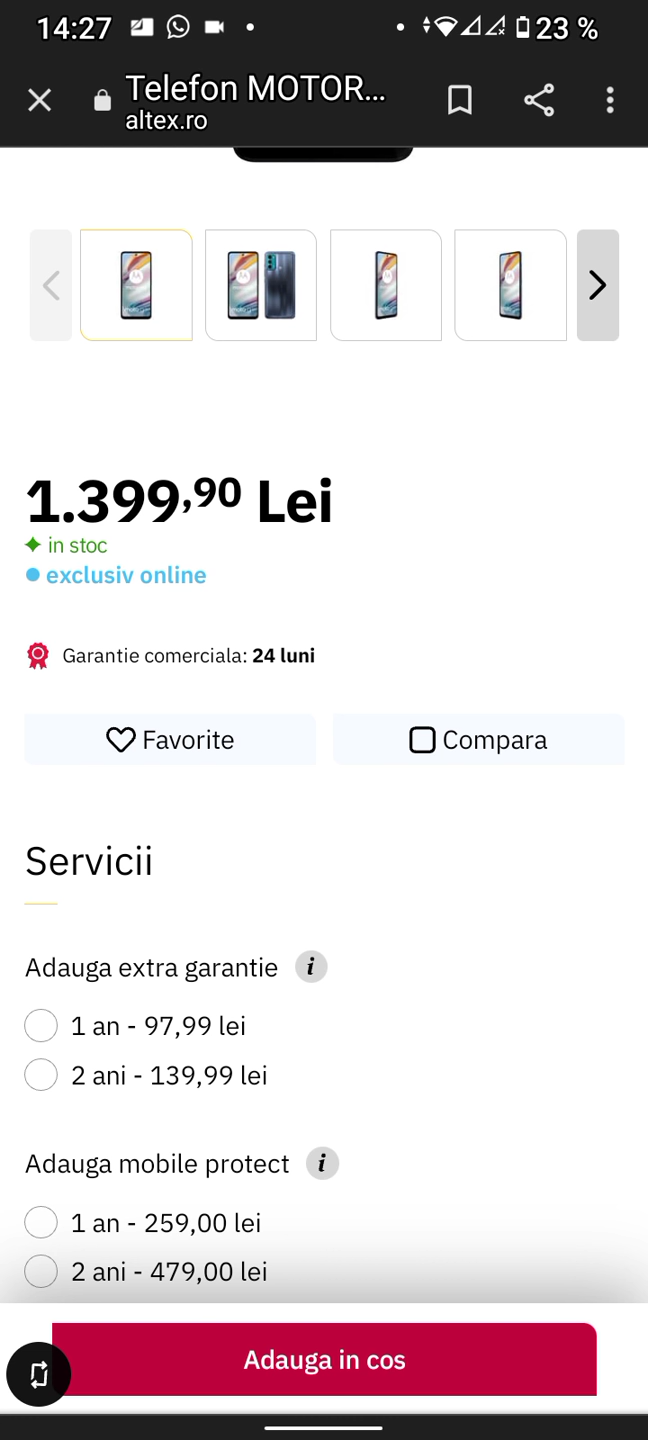 14:27
23 %
Telefon MOTOR...
altex.ro
1.399,90 Lei
in stoc
exclusiv online
Garantie comerciala: 24 luni
Favorite
Compara
Servicii
Adauga extra garantie i
1 an - 97,99 lei
2 ani - 139,99 lei
Adauga mobile protect i
1 an - 259,00 lei
2 ani - 479,00 lei
Adauga in cos